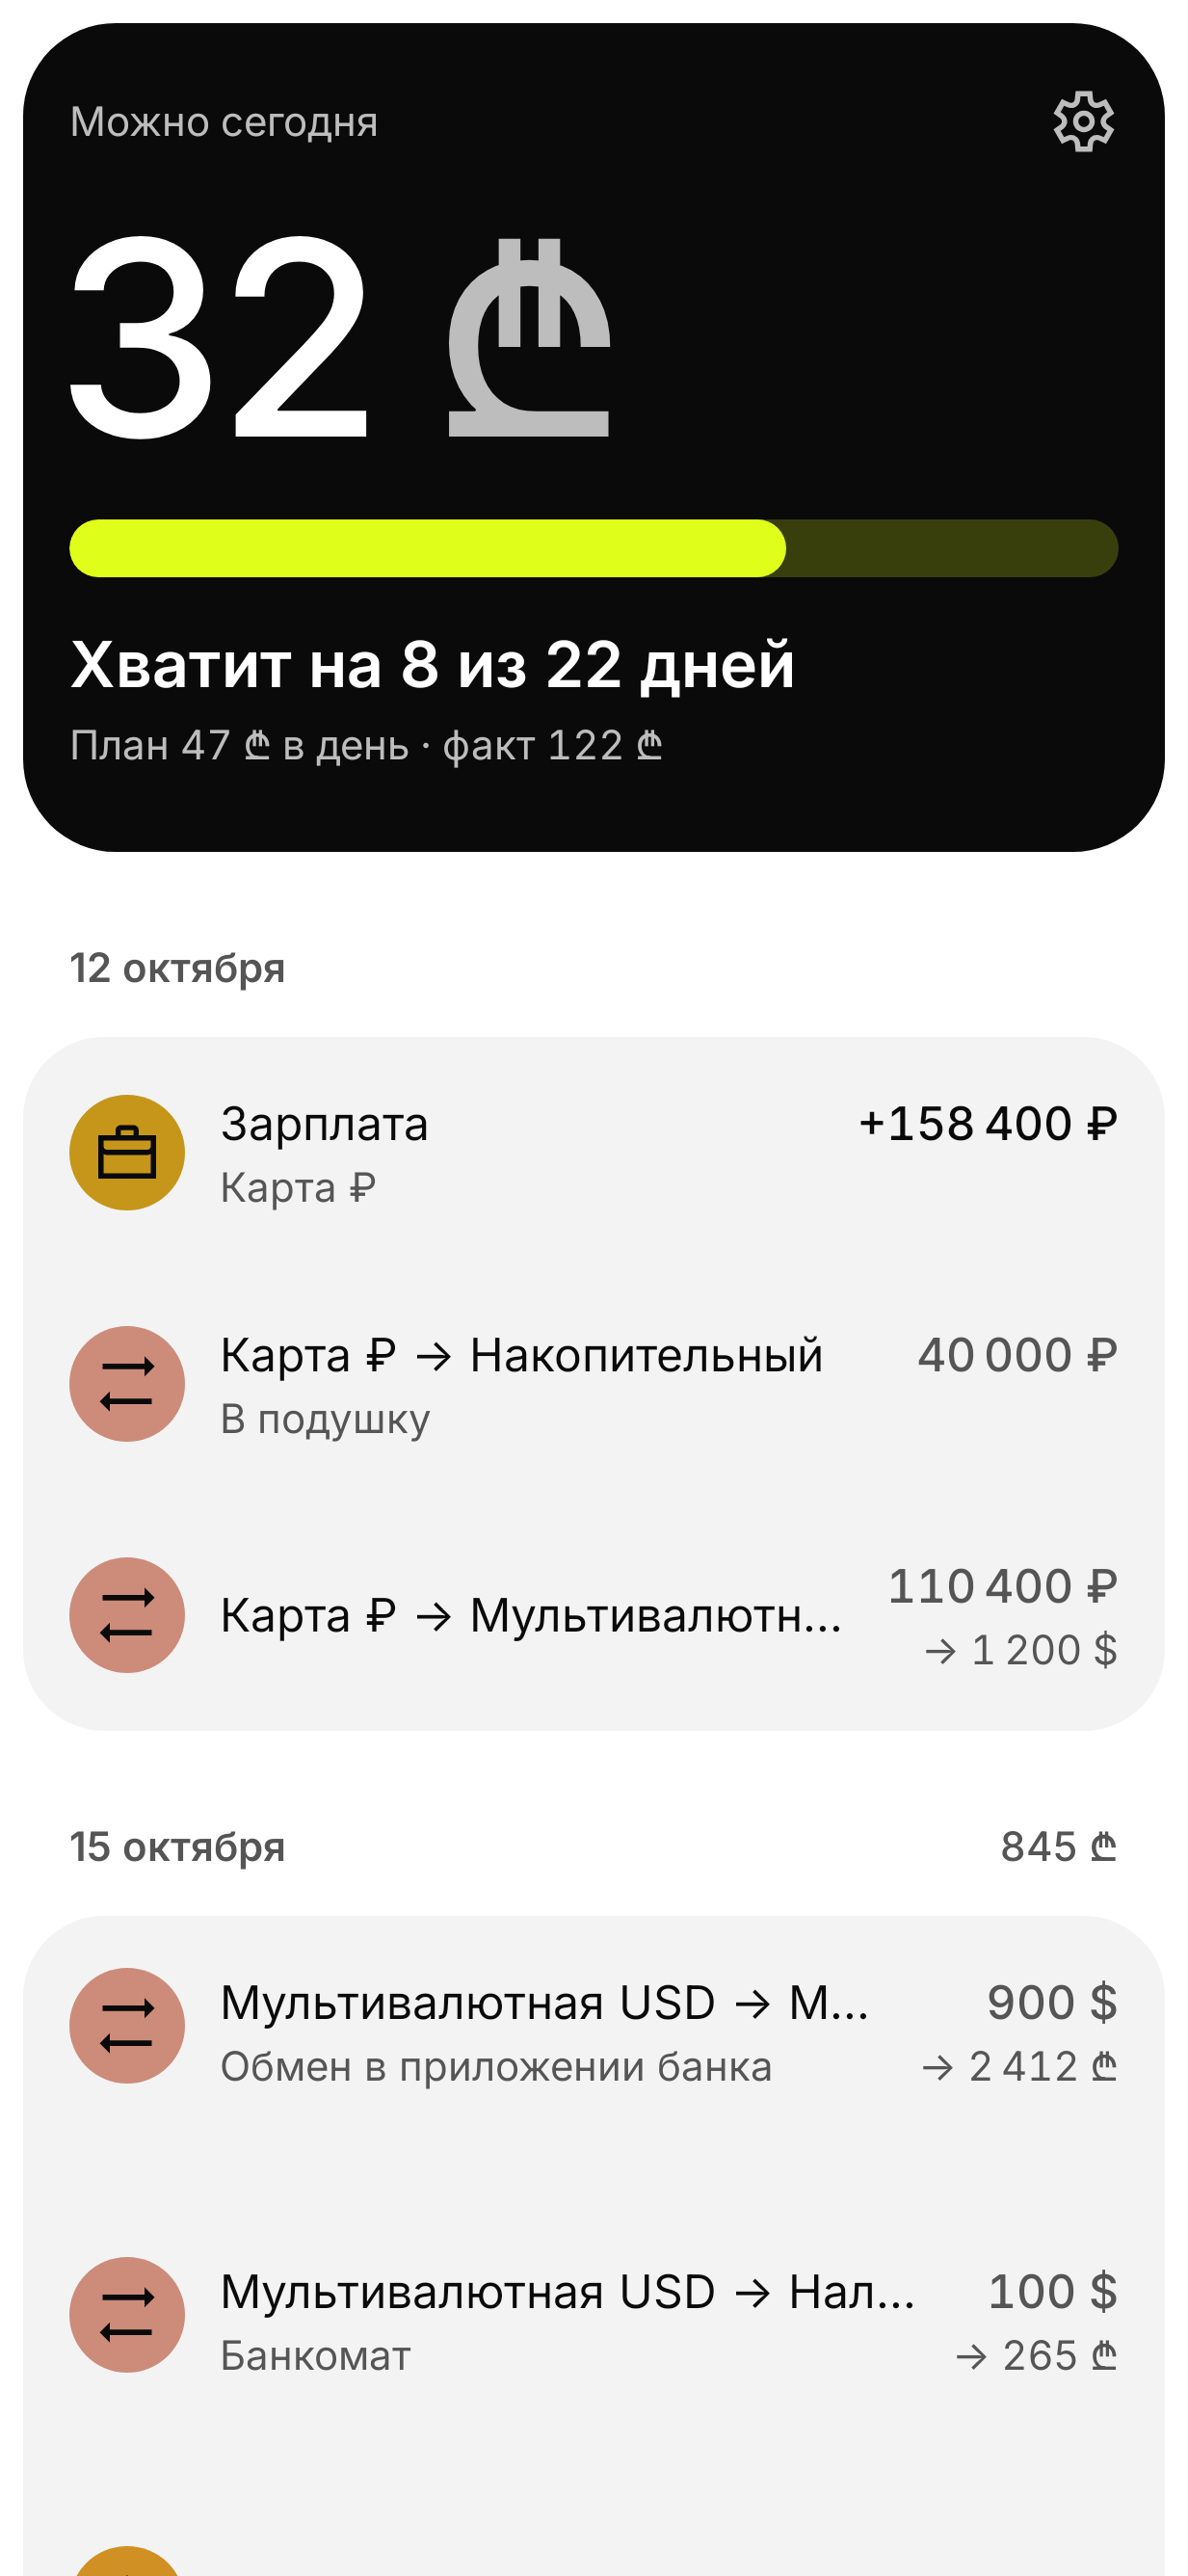 Можно сегодня
32 ₾
Хватит на 8 из 22 дней
План 47 ₾ в день · факт 122 ₾
12 октября
Зарплата
+158 400 ₽
Карта ₽
Карта ₽ → Накопительный
40 000 ₽
В подушку
Карта ₽ → Мультивалютн...
110 400 ₽
→ 1 200 $
15 октября
845 ₾
Мультивалютная USD → М...
900 $
Обмен в приложении банка
→ 2 412 ₾
Мультивалютная USD → Нал...
100 $
Банкомат
→ 265 ₾